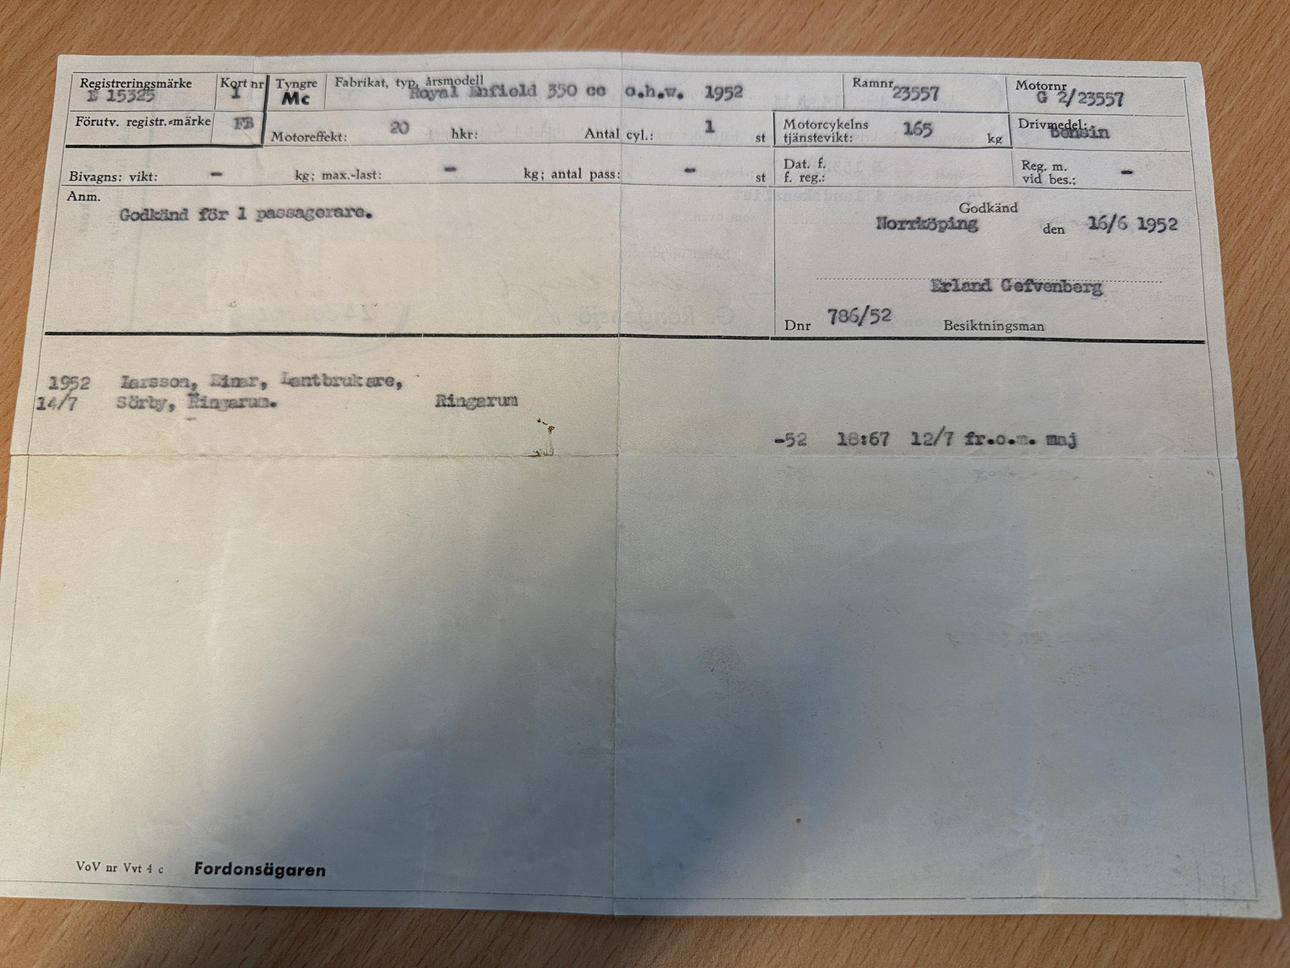 Registreringsmärke Kort nr Tyngre Fabrikat, typ, årsmodell Ramnr Motornr
E 15325 1 Mc Royal Enfield 350 cc o.h.w. 1952 23557 G 2/23557
Förutv. registr.-märke FB Motoreffekt: 20 hkr: Antal cyl.: 1 st Motorcykelns tjänstevikt: 165 kg Drivmedel: Bensin
Bivagns: vikt: - kg; max.-last: - kg; antal pass: - st Dat. f. f. reg.: Reg. m. vid bes.: -
Anm.
Godkänd för 1 passagerare.
Godkänd
Norrköping den 16/6 1952
Erland Gefvenberg
Dnr 786/52 Besiktningsman
1952 Larsson, Einar, Lantbrukare,
14/7 Sörby, Ringarum. Ringarum
-52 18:67 12/7 fr.o.m. maj
VoV nr Vvt 4 c Fordonsägaren